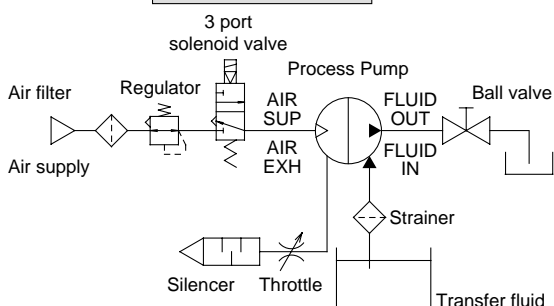 3 port
solenoid valve
Process Pump
Regulator
Air filter
AIR
SUP
FLUID
OUT
Ball valve
Air supply
AIR
EXH
FLUID
IN
Strainer
Silencer
Throttle
Transfer fluid